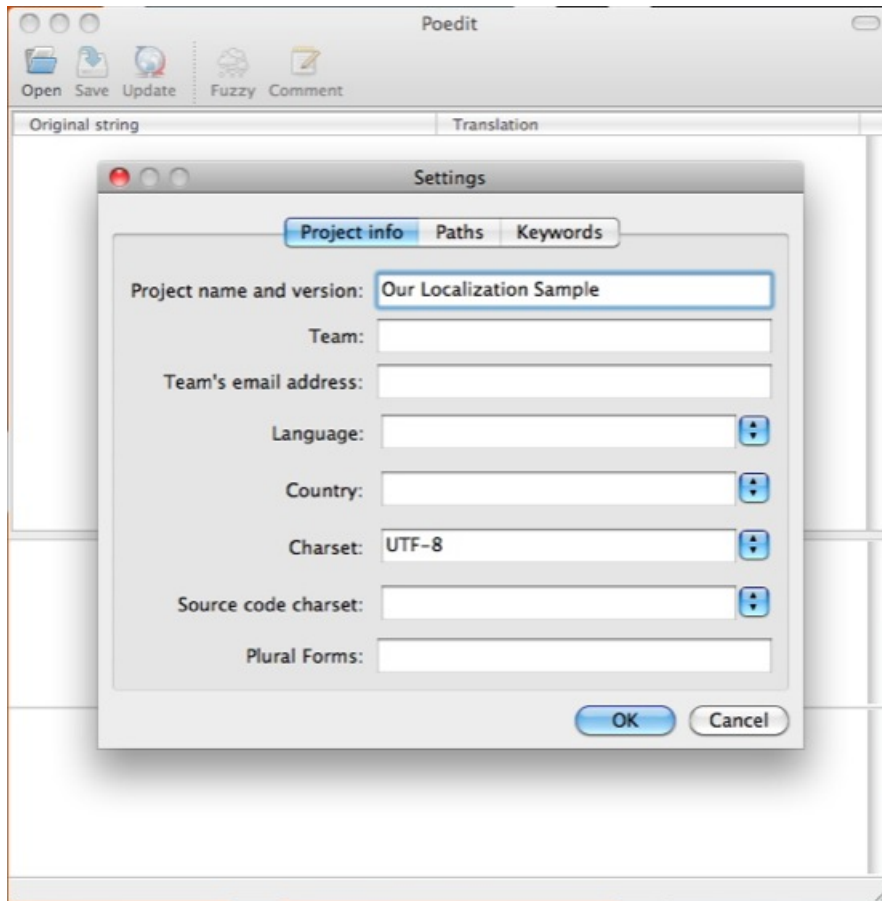 Poedit
Open Save Update Fuzzy Comment
Original string Translation
Settings
Project info Paths Keywords
Project name and version: Our Localization Sample
Team:
Team's email address:
Language:
Country:
Charset: UTF-8
Source code charset:
Plural Forms:
OK Cancel